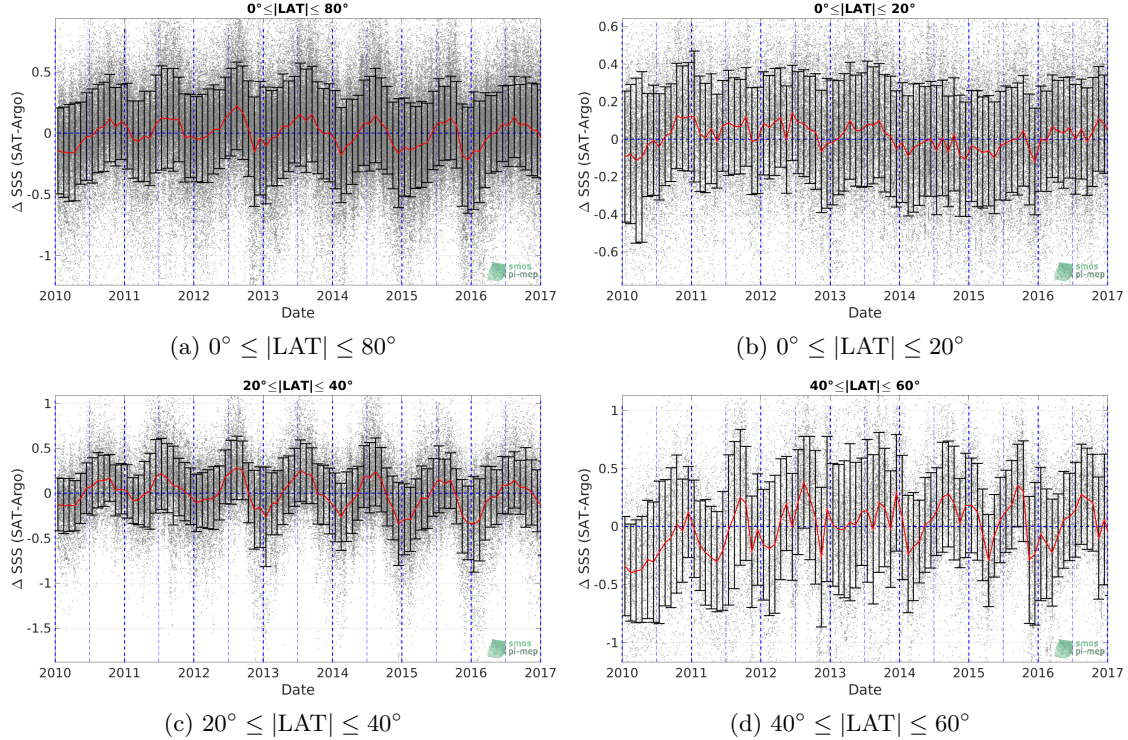 0°≤|LAT|≤ 80°
Δ SSS (SAT-Argo)
0.5
0
-0.5
-1
smos
pi-mep
2010 2011 2012 2013 2014 2015 2016 2017
Date
(a) 0° ≤ |LAT| ≤ 80°
0°≤|LAT|≤ 20°
Δ SSS (SAT-Argo)
0.6
0.4
0.2
0
-0.2
-0.4
-0.6
smos
pi-mep
2010 2011 2012 2013 2014 2015 2016 2017
Date
(b) 0° ≤ |LAT| ≤ 20°
20°≤|LAT|≤ 40°
Δ SSS (SAT-Argo)
1
0.5
0
-0.5
-1
-1.5
smos
pi-mep
2010 2011 2012 2013 2014 2015 2016 2017
Date
(c) 20° ≤ |LAT| ≤ 40°
40°≤|LAT|≤ 60°
Δ SSS (SAT-Argo)
1
0.5
0
-0.5
-1
smos
pi-mep
2010 2011 2012 2013 2014 2015 2016 2017
Date
(d) 40° ≤ |LAT| ≤ 60°